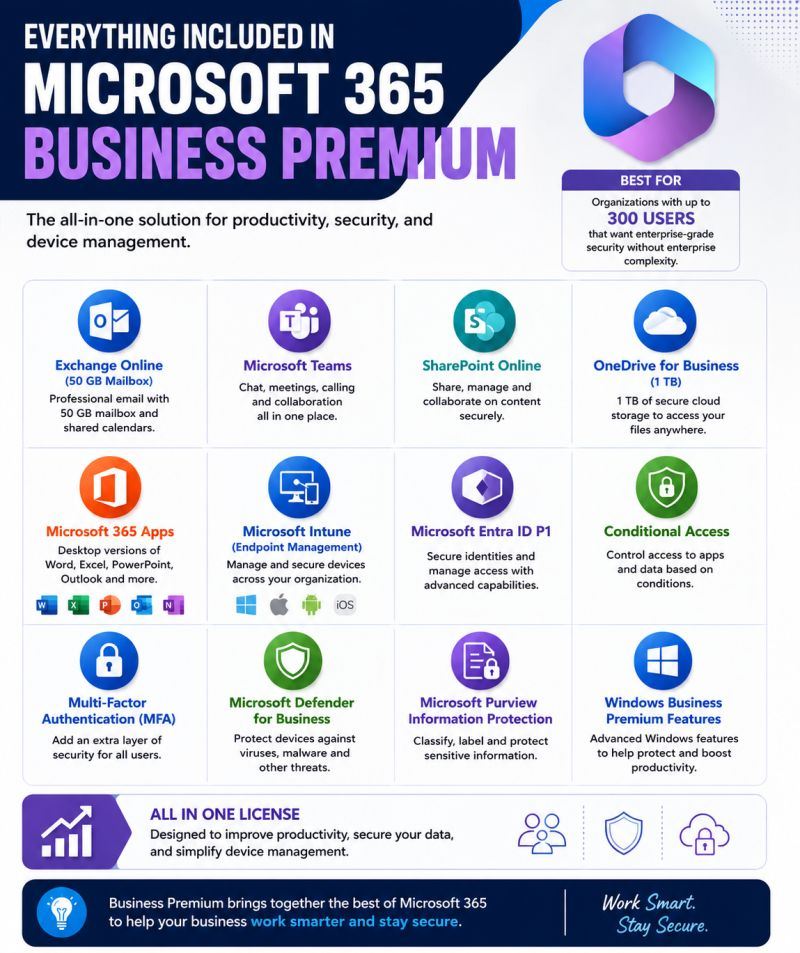 EVERYTHING INCLUDED IN
MICROSOFT 365
BUSINESS PREMIUM
The all-in-one solution for productivity, security, and
device management.
BEST FOR
Organizations with up to
300 USERS
that want enterprise-grade
security without enterprise
complexity.
Exchange Online
(50 GB Mailbox)
Professional email with
50 GB mailbox and
shared calendars.
Microsoft Teams
Chat, meetings, calling
and collaboration
all in one place.
SharePoint Online
Share, manage and
collaborate on content
securely.
OneDrive for Business
(1 TB)
1 TB of secure cloud
storage to access your
files anywhere.
Microsoft 365 Apps
Desktop versions of
Word, Excel, PowerPoint,
Outlook and more.
W X P O N
Microsoft Intune
(Endpoint Management)
Manage and secure devices
across your organization.
iOS
Microsoft Entra ID P1
Secure identities and
manage access with
advanced capabilities.
Conditional Access
Control access to apps
and data based on
conditions.
Multi-Factor
Authentication (MFA)
Add an extra layer of
security for all users.
Microsoft Defender
for Business
Protect devices against
viruses, malware and
other threats.
Microsoft Purview
Information Protection
Classify, label and protect
sensitive information.
Windows Business
Premium Features
Advanced Windows features
to help protect and boost
productivity.
ALL IN ONE LICENSE
Designed to improve productivity, secure your data,
and simplify device management.
Business Premium brings together the best of Microsoft 365
to help your business work smarter and stay secure.
Work Smart.
Stay Secure.